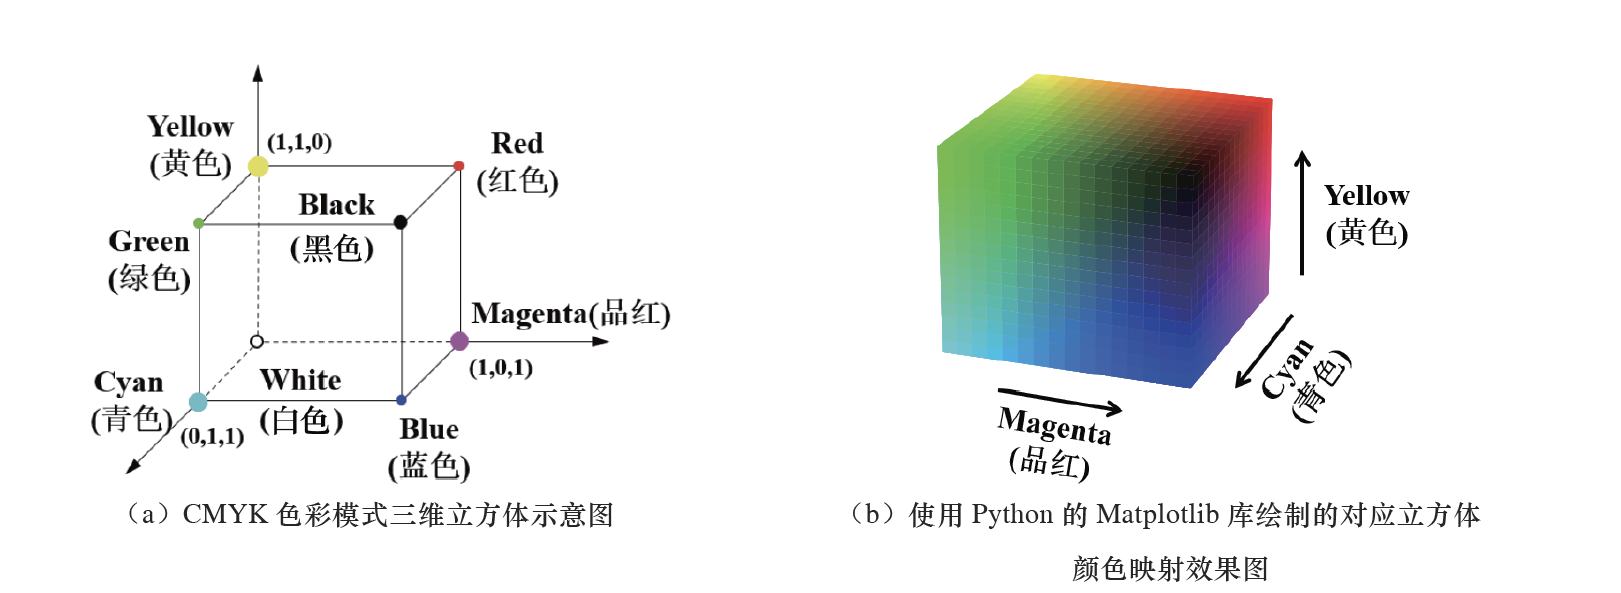 Yellow
(黄色)
(1,1,0)
Red
(红色)
Black
(黑色)
Green
(绿色)
Magenta(品红)
(1,0,1)
Cyan
(青色)
(0,1,1)
White
(白色)
Blue
(蓝色)
（a）CMYK 色彩模式三维立方体示意图
Yellow
(黄色)
Cyan
(青色)
Magenta
(品红)
（b）使用 Python 的 Matplotlib 库绘制的对应立方体
颜色映射效果图